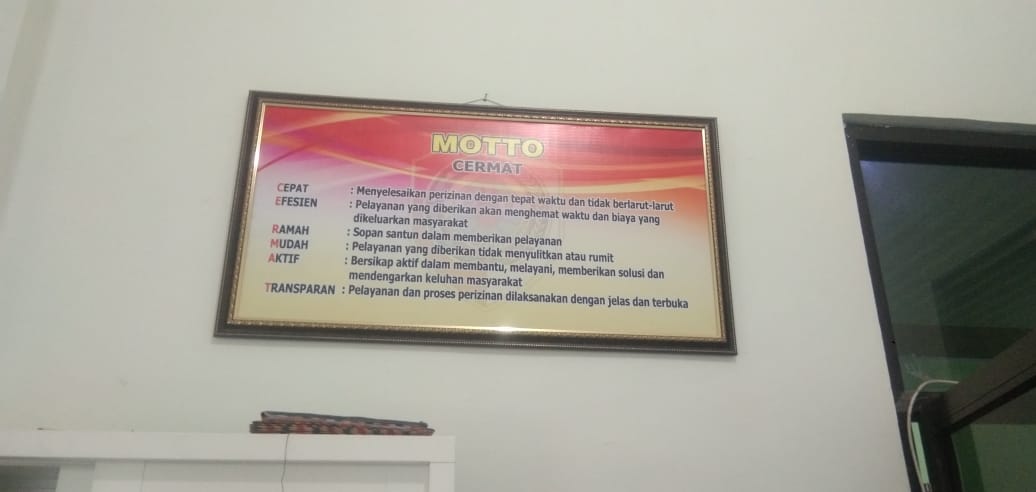 MOTTO
CERMAT
CEPAT : Menyelesaikan perizinan dengan tepat waktu dan tidak berlarut-larut
EFESIEN : Pelayanan yang diberikan akan menghemat waktu dan biaya yang
dikeluarkan masyarakat
RAMAH : Sopan santun dalam memberikan pelayanan
MUDAH : Pelayanan yang diberikan tidak menyulitkan atau rumit
AKTIF : Bersikap aktif dalam membantu, melayani, memberikan solusi dan
mendengarkan keluhan masyarakat
TRANSPARAN : Pelayanan dan proses perizinan dilaksanakan dengan jelas dan terbuka